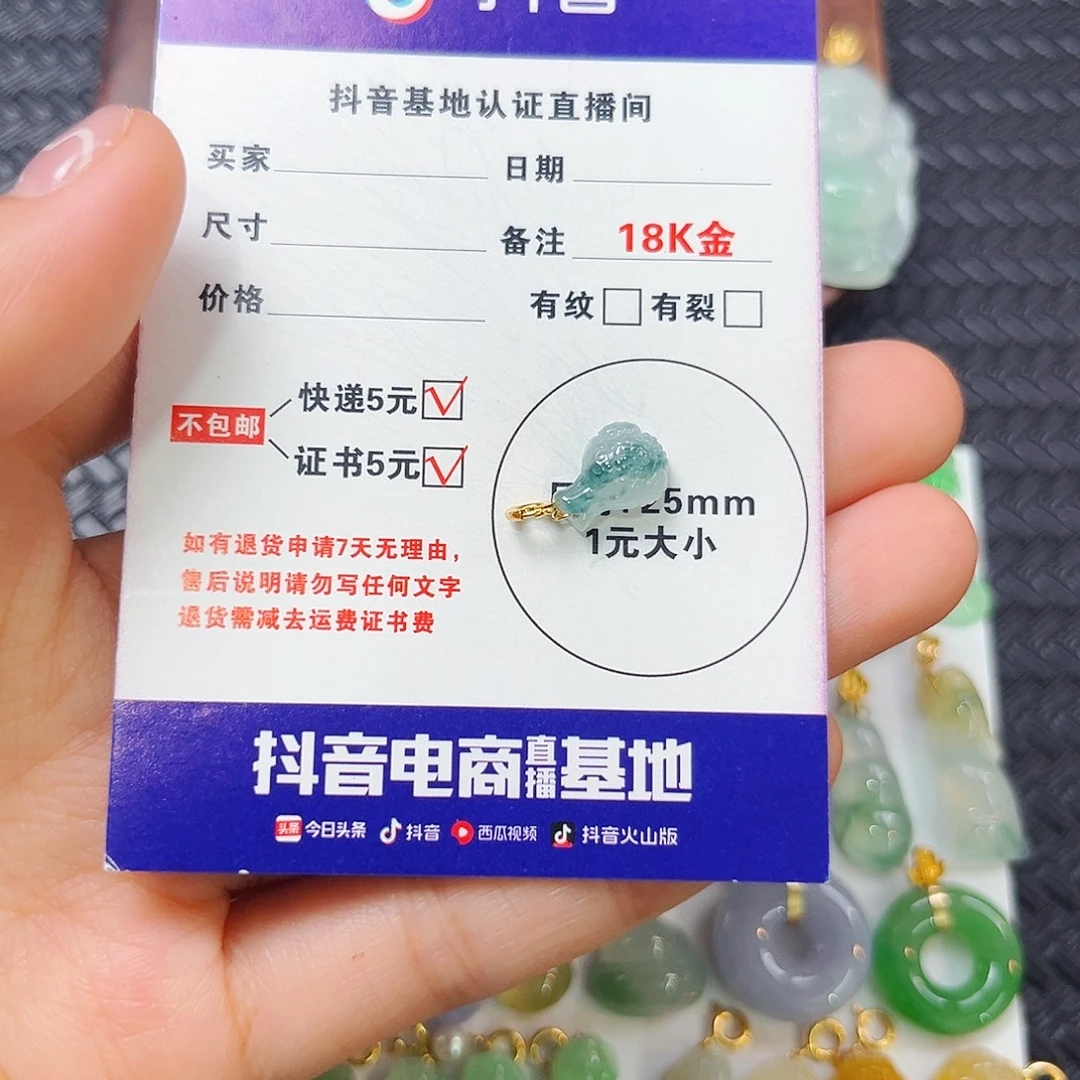 抖音
抖音基地认证直播间
买家 日期
尺寸 备注 18K金
价格 有纹 有裂
不包邮
快递5元
证书5元
25mm
1元大小
如有退货申请7天无理由,
售后说明请勿写任何文字
退货需减去运费证书费
抖音电商直播基地
头条 今日头条 抖音 西瓜视频 抖音火山版